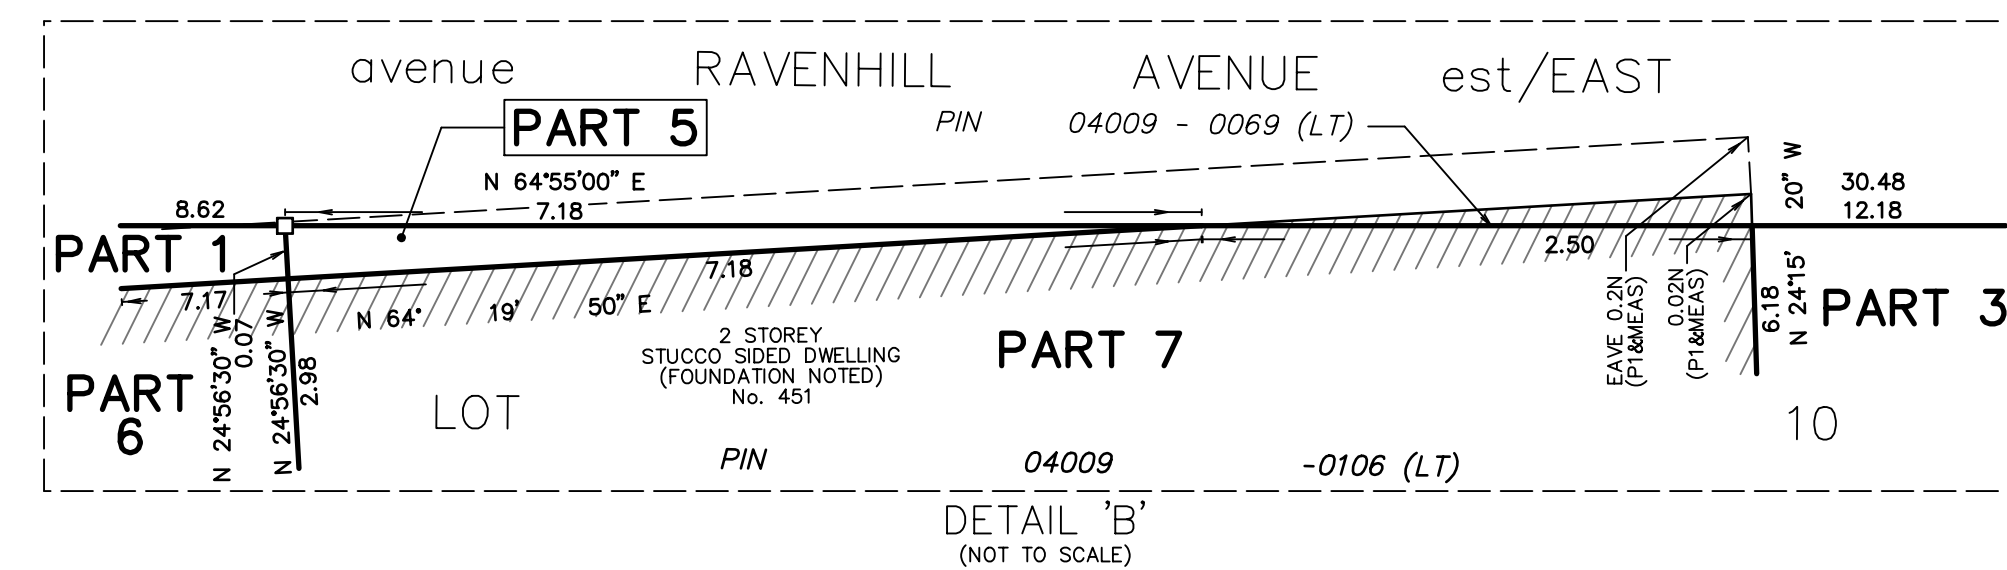 avenue RAVENHILL AVENUE est/EAST
PART 5
PIN 04009 - 0069 (LT)
N 64°55'00" E
8.62
7.18
20" W
30.48
12.18
PART 1
7.18
2.50
7.17
N 64° 19' 50" E
N 24°56'30" W
0.07
N 24°56'30" W
2.98
EAVE 0.2N
(P1&MEAS)
0.02N
(P1&MEAS)
6.18
N 24°15'
PART 3
2 STOREY
STUCCO SIDED DWELLING
(FOUNDATION NOTED)
No. 451
PART 7
PART
6
LOT 10
PIN 04009 -0106 (LT)
DETAIL 'B'
(NOT TO SCALE)